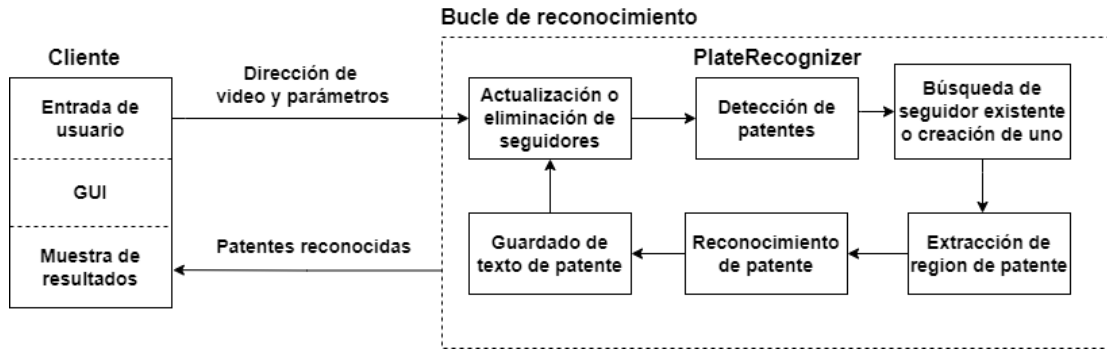 Bucle de reconocimiento
Cliente
PlateRecognizer
Entrada de
usuario
GUI
Muestra de
resultados
Dirección de
video y parámetros
Patentes reconocidas
Actualización o
eliminación de
seguidores
Detección de
patentes
Búsqueda de
seguidor existente
o creación de uno
Guardado de
texto de patente
Reconocimiento
de patente
Extracción de
region de patente